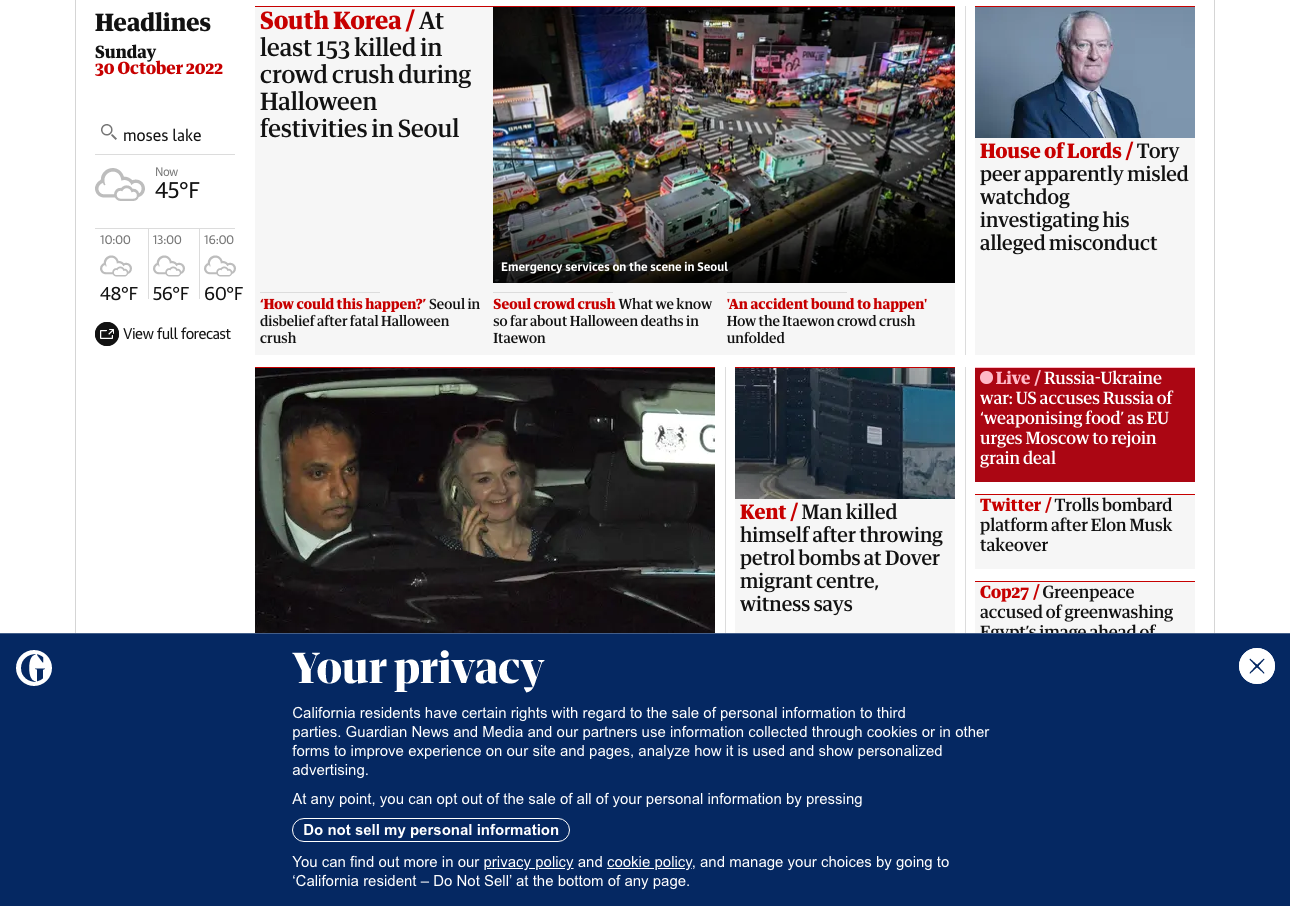 Headlines
Sunday
30 October 2022
moses lake
Now
45°F
10:00
13:00
16:00
48°F
56°F
60°F
View full forecast
South Korea / At
least 153 killed in
crowd crush during
Halloween
festivities in Seoul
Emergency services on the scene in Seoul
‘How could this happen?’ Seoul in
disbelief after fatal Halloween
crush
Seoul crowd crush What we know
so far about Halloween deaths in
Itaewon
'An accident bound to happen'
How the Itaewon crowd crush
unfolded
House of Lords / Tory
peer apparently misled
watchdog
investigating his
alleged misconduct
G
Kent / Man killed
himself after throwing
petrol bombs at Dover
migrant centre,
witness says
Live / Russia-Ukraine
war: US accuses Russia of
‘weaponising food’ as EU
urges Moscow to rejoin
grain deal
Twitter / Trolls bombard
platform after Elon Musk
takeover
Cop27 / Greenpeace
accused of greenwashing
Egypt’s image ahead of
G
Your privacy
California residents have certain rights with regard to the sale of personal information to third
parties. Guardian News and Media and our partners use information collected through cookies or in other
forms to improve experience on our site and pages, analyze how it is used and show personalized
advertising.
At any point, you can opt out of the sale of all of your personal information by pressing
Do not sell my personal information
You can find out more in our privacy policy and cookie policy, and manage your choices by going to
‘California resident – Do Not Sell’ at the bottom of any page.